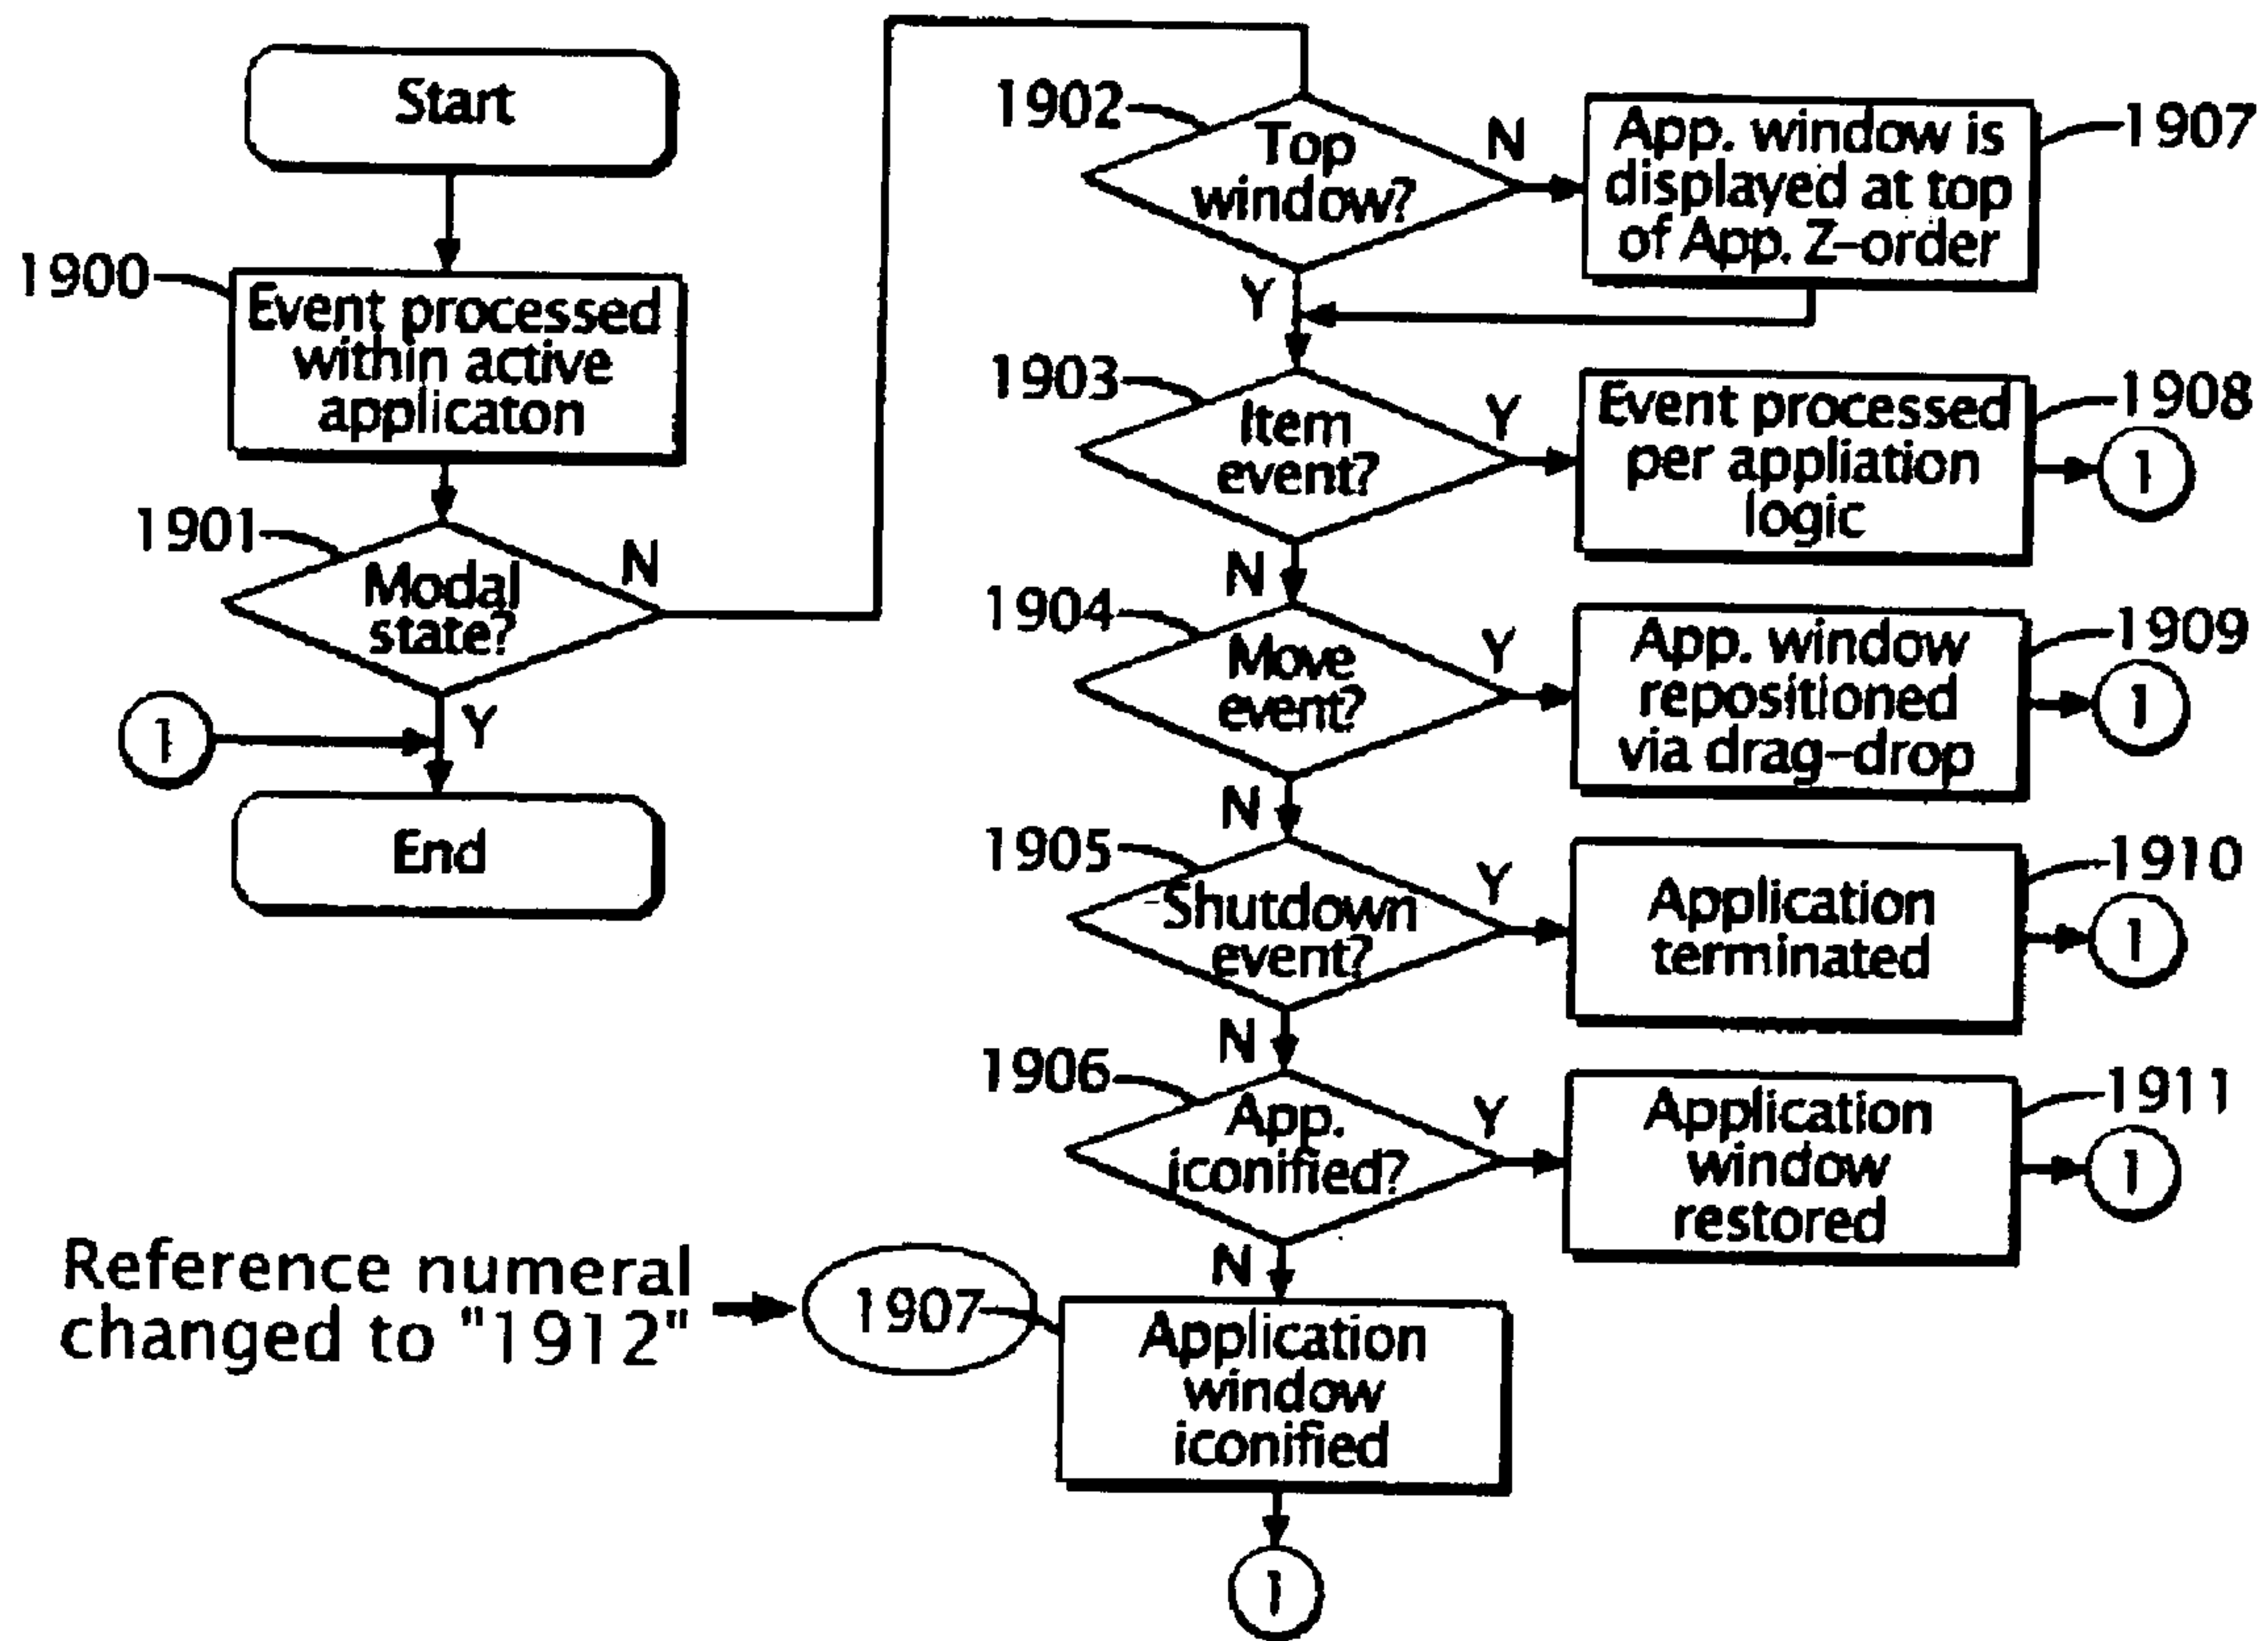 Start
1900
Event processed
within active
applicaton
1901
Modal
state?
N
Y
1
End
1902
Top
window?
N
Y
App. window is
displayed at top
of App. Z-order
1907
1903
Item
event?
Y
N
Event processed
per appliation
logic
1908
1
1904
Move
event?
Y
N
App. window
repositioned
via drag-drop
1909
1
1905
Shutdown
event?
Y
N
Application
terminated
1910
1
1906
App.
iconified?
Y
N
Application
window
restored
1911
1
Reference numeral
changed to "1912"
1907
Application
window
iconified
1